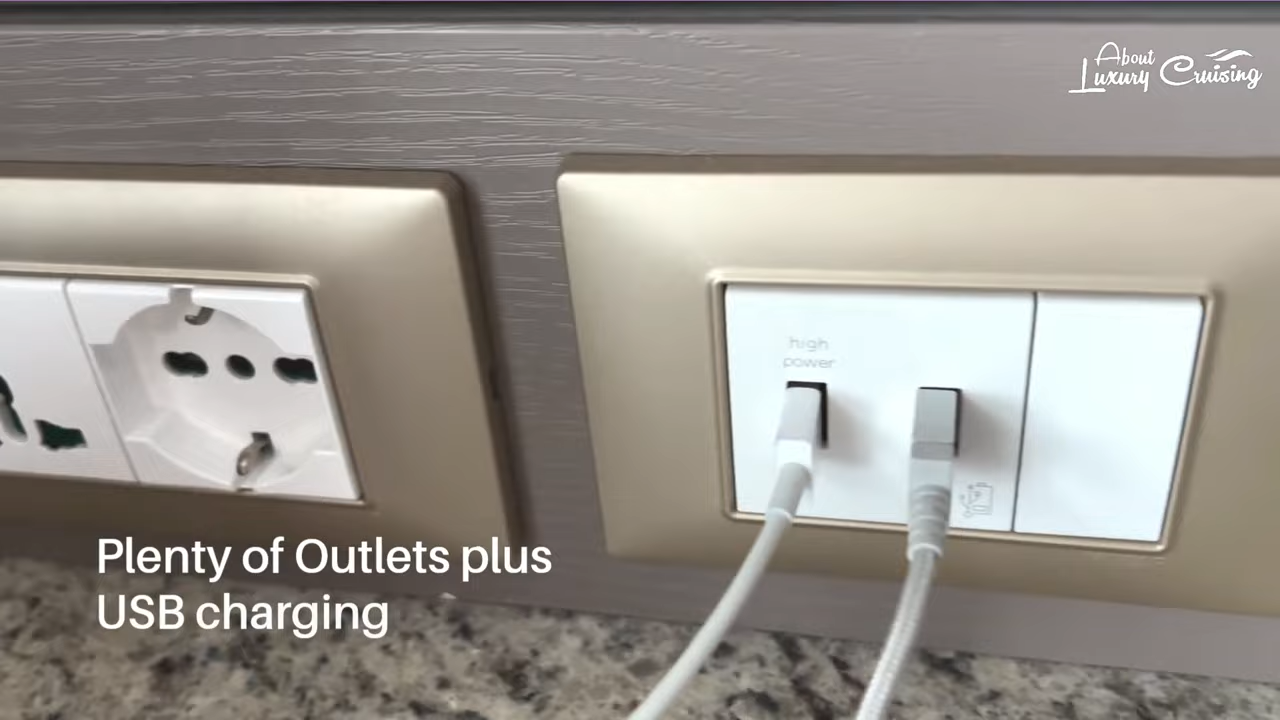 About
Luxury Cruising
high
power
Plenty of Outlets plus
USB charging